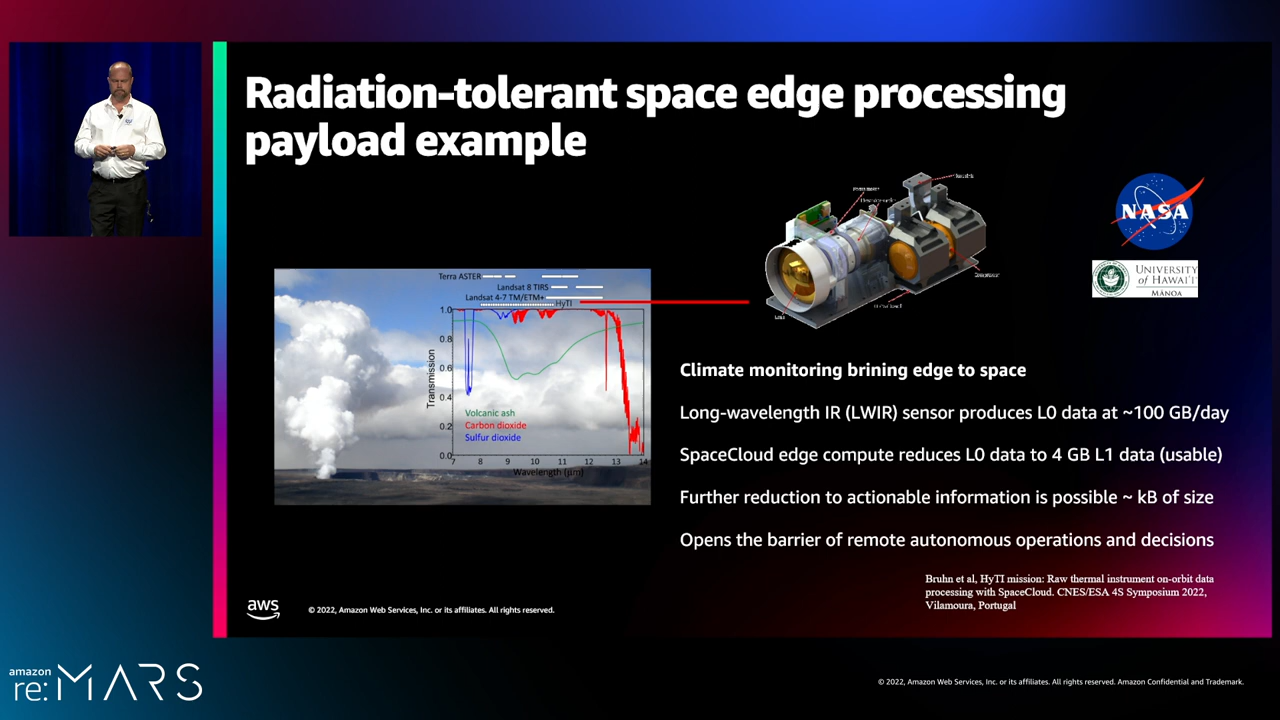 Radiation-tolerant space edge processing
payload example
NASA
UNIVERSITY
OF HAWAI'I
MĀNOA
Terra ASTER
Landsat 8 TIRS
Landsat 4-7 TM/ETM+
HyTI
1.0
0.8
0.6
0.4
0.2
0.0
Transmission
Volcanic ash
Carbon dioxide
Sulfur dioxide
7 8 9 10 11 12 13 14
Wavelength (µm)
Lens
Climate monitoring brining edge to space
Long-wavelength IR (LWIR) sensor produces L0 data at ~100 GB/day
SpaceCloud edge compute reduces L0 data to 4 GB L1 data (usable)
Further reduction to actionable information is possible ~ kB of size
Opens the barrier of remote autonomous operations and decisions
Bruhn et al, HyTI mission: Raw thermal instrument on-orbit data
processing with SpaceCloud. CNES/ESA 4S Symposium 2022,
Vilamoura, Portugal
aws
© 2022, Amazon Web Services, Inc. or its affiliates. All rights reserved.
amazon
re:MARS
© 2022, Amazon Web Services, Inc. or its affiliates. All rights reserved. Amazon Confidential and Trademark.